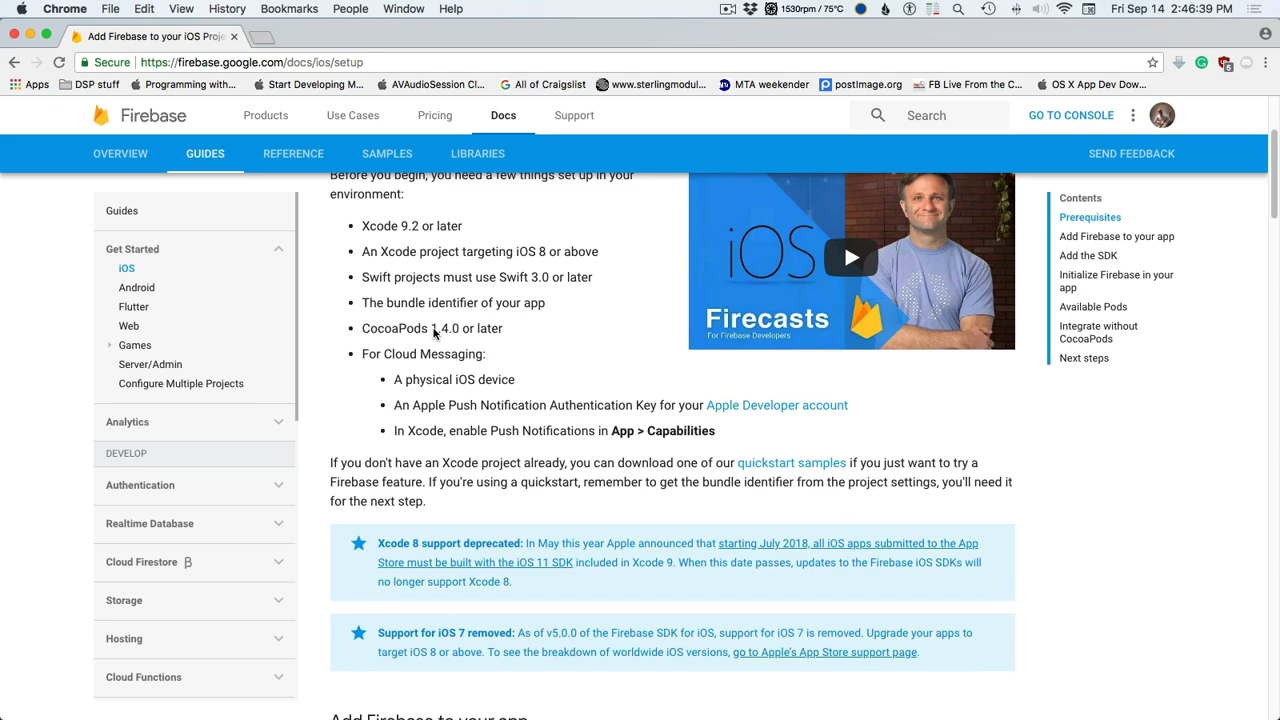 Chrome File Edit View History Bookmarks People Window Help 1530rpm / 75°C Fri Sep 14 2:46:39 PM
Add Firebase to your iOS Proje
Secure https://firebase.google.com/docs/ios/setup
Apps DSP stuff Programming with... Start Developing M... AVAudioSession Cl... All of Craigslist www.sterlingmodul... MTA weekender postImage.org FB Live From the C... OS X App Dev Dow...
Firebase Products Use Cases Pricing Docs Support Search GO TO CONSOLE
OVERVIEW GUIDES REFERENCE SAMPLES LIBRARIES SEND FEEDBACK
Guides
Get Started
iOS
Android
Flutter
Web
Games
Server/Admin
Configure Multiple Projects
Analytics
DEVELOP
Authentication
Realtime Database
Cloud Firestore β
Storage
Hosting
Cloud Functions
Before you begin, you need a few things set up in your
environment:
• Xcode 9.2 or later
• An Xcode project targeting iOS 8 or above
• Swift projects must use Swift 3.0 or later
• The bundle identifier of your app
• CocoaPods 1.4.0 or later
• For Cloud Messaging:
• A physical iOS device
• An Apple Push Notification Authentication Key for your Apple Developer account
• In Xcode, enable Push Notifications in App > Capabilities
If you don't have an Xcode project already, you can download one of our quickstart samples if you just want to try a
Firebase feature. If you're using a quickstart, remember to get the bundle identifier from the project settings, you'll need it
for the next step.
Xcode 8 support deprecated: In May this year Apple announced that starting July 2018, all iOS apps submitted to the App
Store must be built with the iOS 11 SDK included in Xcode 9. When this date passes, updates to the Firebase iOS SDKs will
no longer support Xcode 8.
Support for iOS 7 removed: As of v5.0.0 of the Firebase SDK for iOS, support for iOS 7 is removed. Upgrade your apps to
target iOS 8 or above. To see the breakdown of worldwide iOS versions, go to Apple's App Store support page.
Add Firebase to your app
iOS
Firecasts
For Firebase Developers
Contents
Prerequisites
Add Firebase to your app
Add the SDK
Initialize Firebase in your
app
Available Pods
Integrate without
CocoaPods
Next steps